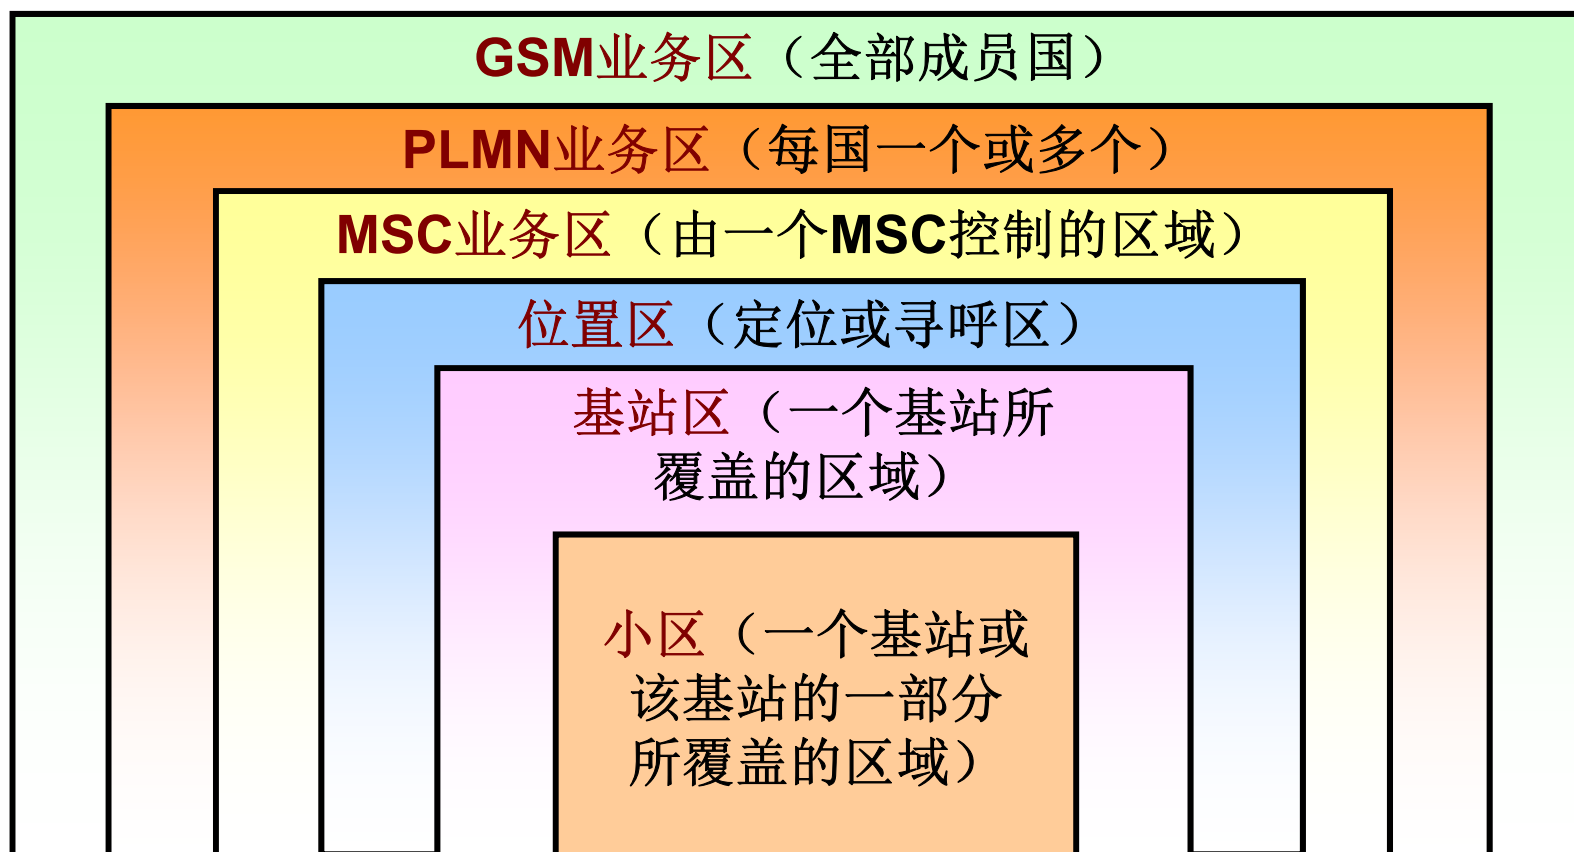 GSM业务区（全部成员国）
PLMN业务区（每国一个或多个）
MSC业务区（由一个MSC控制的区域）
位置区（定位或寻呼区）
基站区（一个基站所
覆盖的区域）
小区（一个基站或
该基站的一部分
所覆盖的区域）